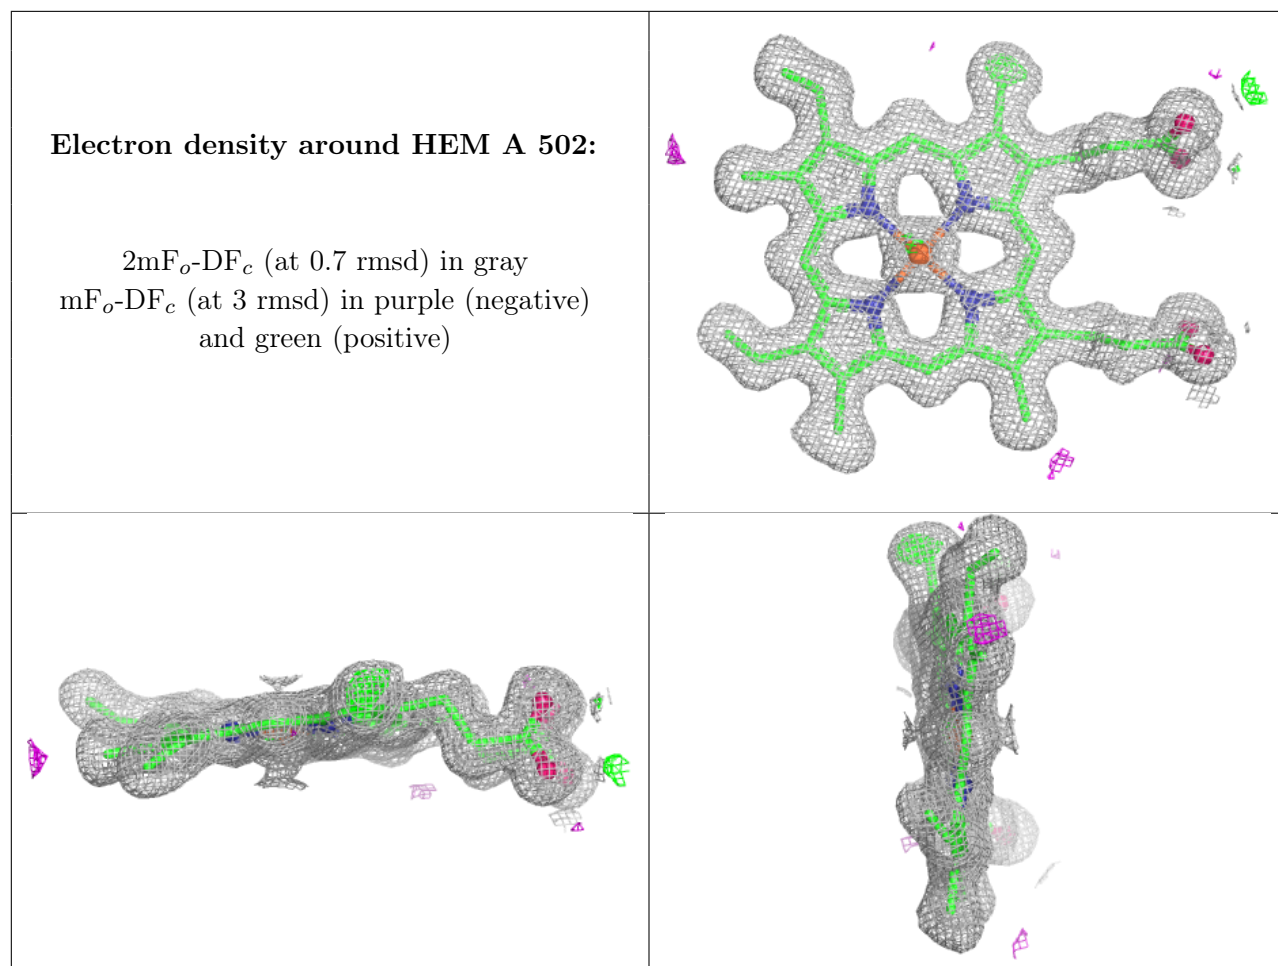 Electron density around HEM A 502:
2mFo-DFc (at 0.7 rmsd) in gray
mFo-DFc (at 3 rmsd) in purple (negative)
and green (positive)